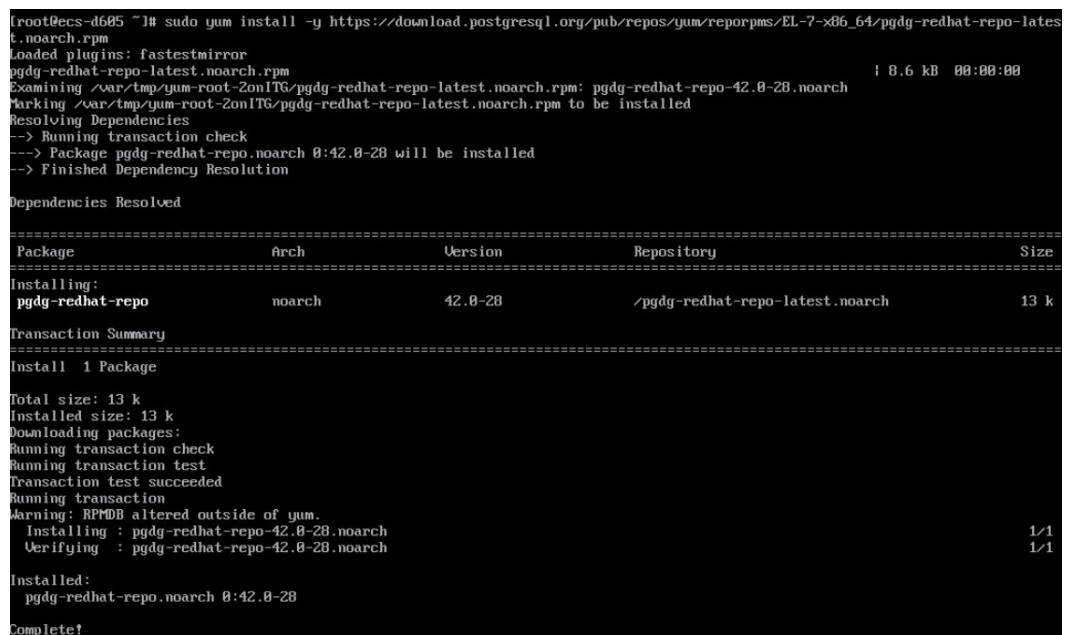 [root@ecs-d605 ~]# sudo yum install -y https://download.postgresql.org/pub/repos/yum/reporpms/EL-7-x86_64/pgdg-redhat-repo-lates
t.noarch.rpm
Loaded plugins: fastestmirror
pgdg-redhat-repo-latest.noarch.rpm | 8.6 kB 00:00:00
Examining /var/tmp/yum-root-2onITG/pgdg-redhat-repo-latest.noarch.rpm: pgdg-redhat-repo-42.0-28.noarch
Marking /var/tmp/yum-root-2onITG/pgdg-redhat-repo-latest.noarch.rpm to be installed
Resolving Dependencies
--> Running transaction check
---> Package pgdg-redhat-repo.noarch 0:42.0-28 will be installed
--> Finished Dependency Resolution
Dependencies Resolved
================================================================================
Package Arch Version Repository Size
================================================================================
Installing:
pgdg-redhat-repo noarch 42.0-28 /pgdg-redhat-repo-latest.noarch 13 k
Transaction Summary
================================================================================
Install 1 Package
Total size: 13 k
Installed size: 13 k
Downloading packages:
Running transaction check
Running transaction test
Transaction test succeeded
Running transaction
Warning: RPMDB altered outside of yum.
Installing : pgdg-redhat-repo-42.0-28.noarch 1/1
Verifying : pgdg-redhat-repo-42.0-28.noarch 1/1
Installed:
pgdg-redhat-repo.noarch 0:42.0-28
Complete!